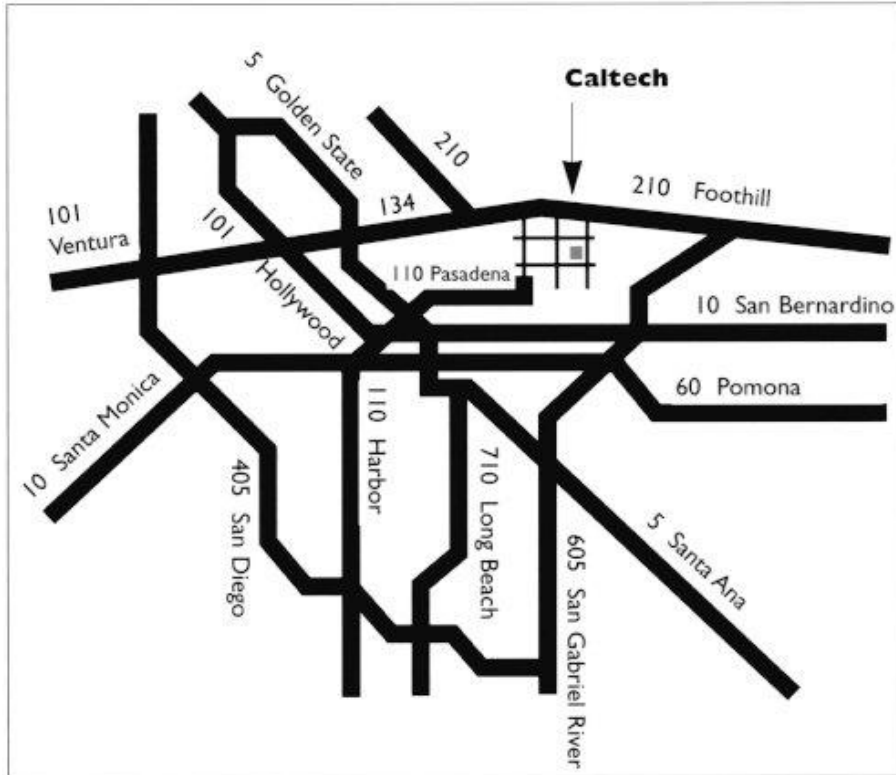 5 Golden State
Caltech
210
210 Foothill
134
101
Ventura
101
Hollywood
110 Pasadena
10 San Bernardino
60 Pomona
10 Santa Monica
110 Harbor
405 San Diego
710 Long Beach
605 San Gabriel River
5 Santa Ana